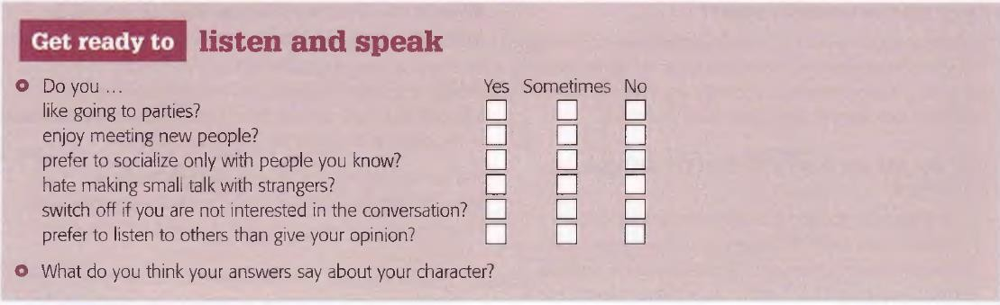 Get ready to listen and speak
Do you ... Yes Sometimes No
like going to parties?
enjoy meeting new people?
prefer to socialize only with people you know?
hate making small talk with strangers?
switch off if you are not interested in the conversation?
prefer to listen to others than give your opinion?
What do you think your answers say about your character?